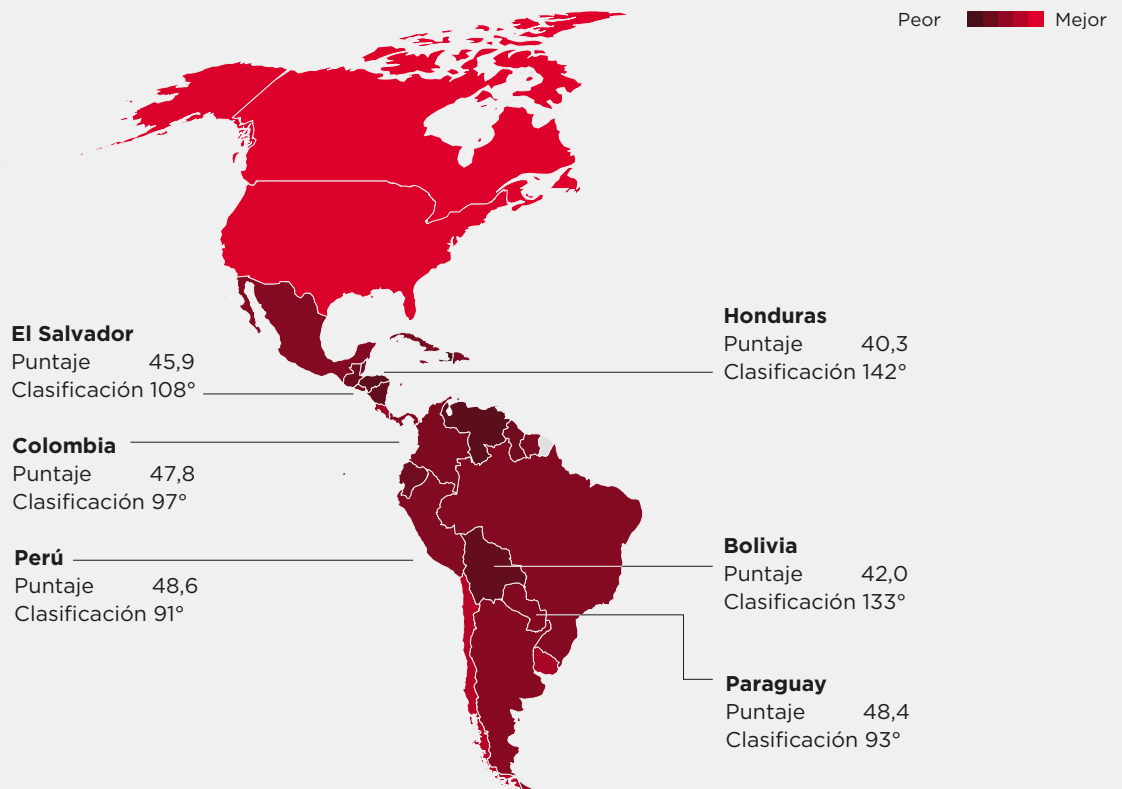 Peor Mejor
El Salvador
Puntaje 45,9
Clasificación 108°
Colombia
Puntaje 47,8
Clasificación 97°
Perú
Puntaje 48,6
Clasificación 91°
Honduras
Puntaje 40,3
Clasificación 142°
Bolivia
Puntaje 42,0
Clasificación 133°
Paraguay
Puntaje 48,4
Clasificación 93°